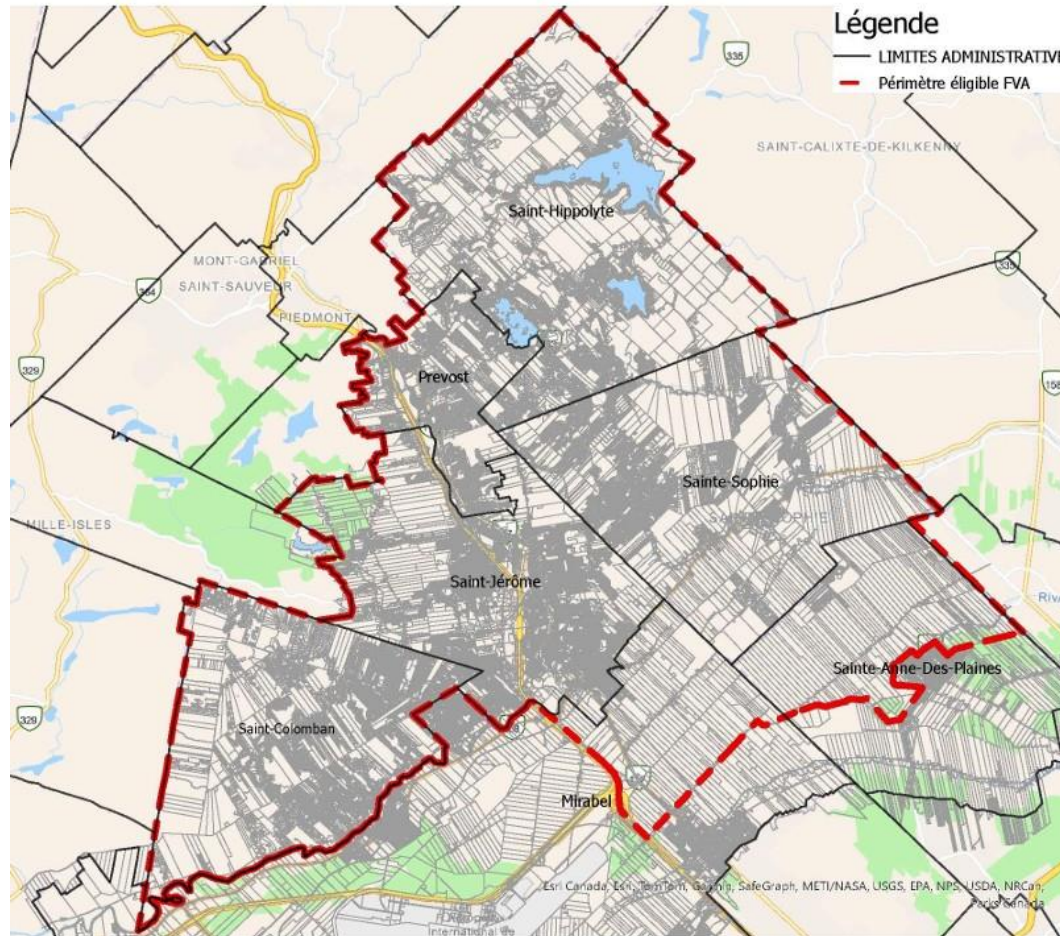 Légende
LIMITES ADMINISTRATIVE
Périmètre éligible FVA
335
SAINT-CALIXTE-DE-KILKENNY
Saint-Hippolyte
MONT-GABRIEL
SAINT-SAUVEUR
364
PIEDMONT
335
329
158
Prevost
Sainte-Sophie
MILLE-ISLES
Saint-Jérôme
Sainte-Anne-Des-Plaines
329
Saint-Colomban
Mirabel
Esri Canada, Esri, TomTom, Garmin, SafeGraph, METI/NASA, USGS, EPA, NPS, USDA, NRCan,
Parks Canada
International de